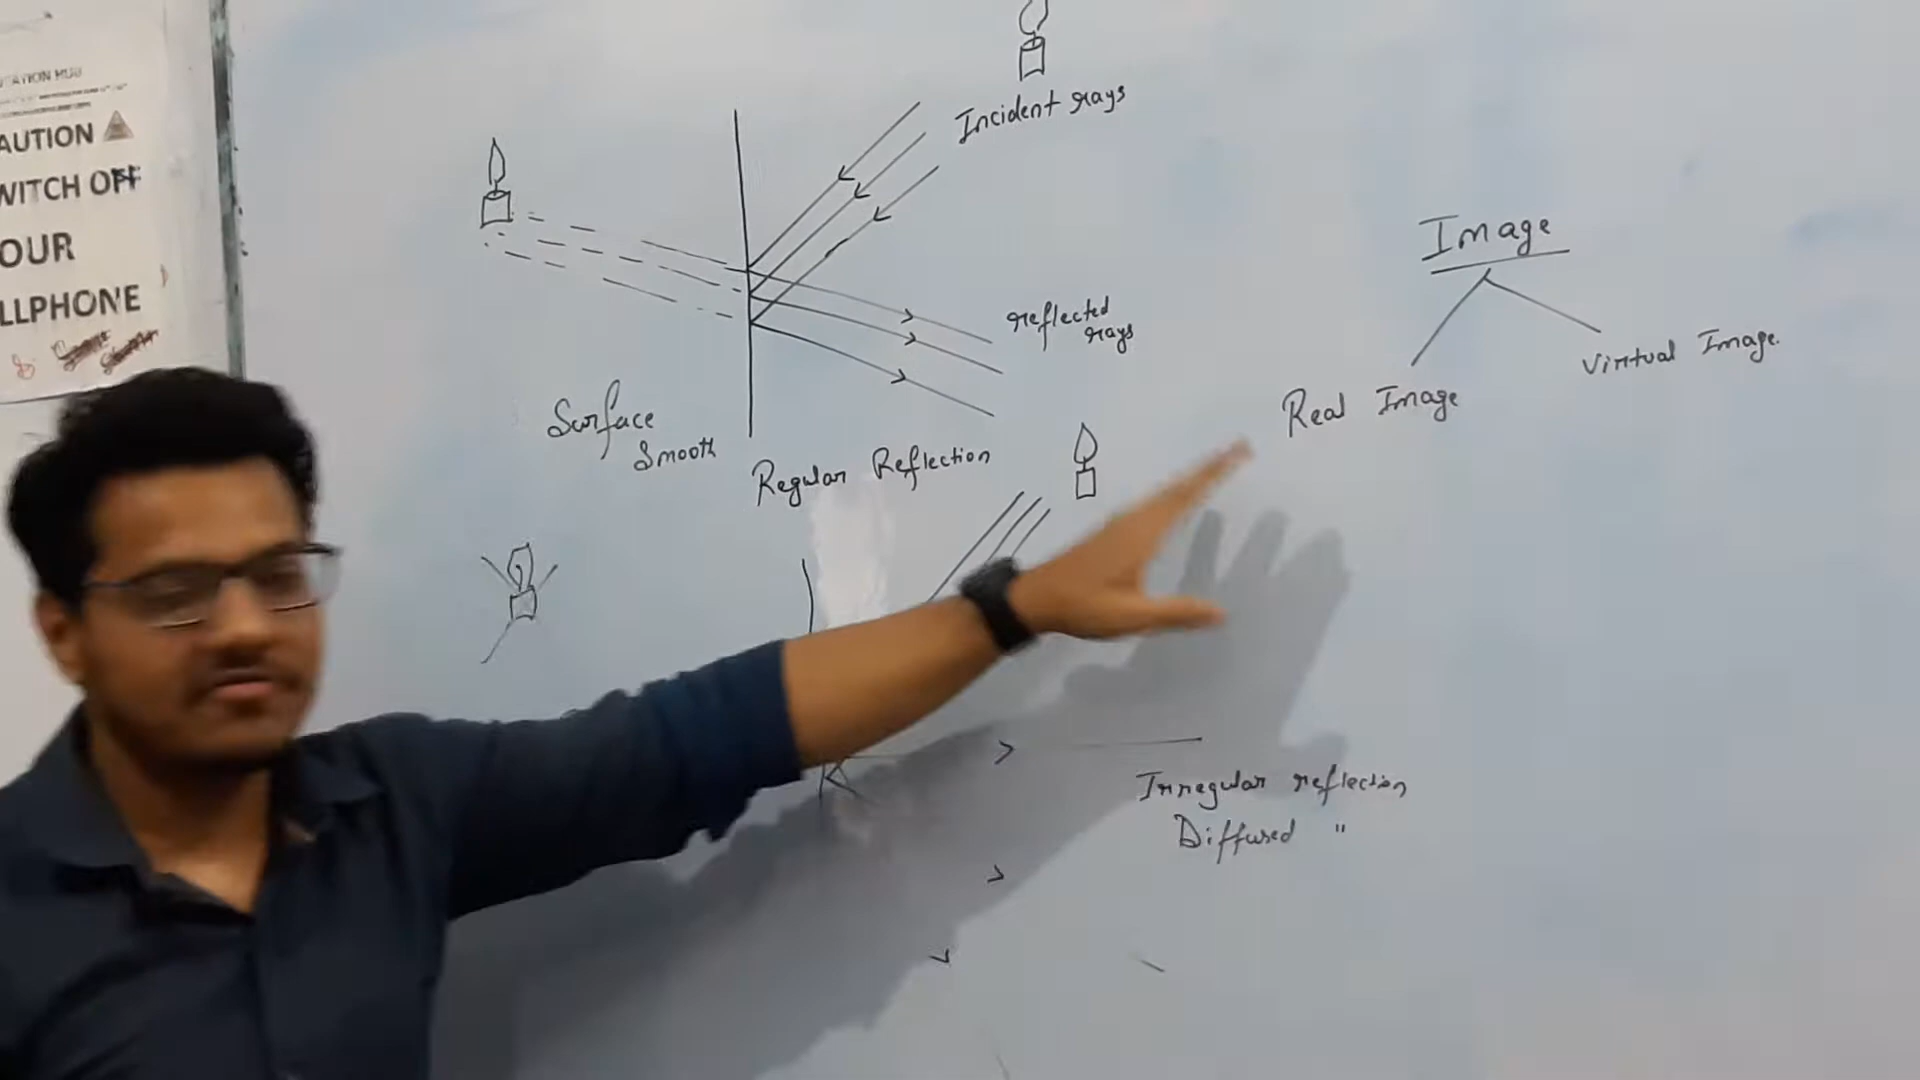 AUTION
WITCH OFF
OUR
LLPHONE
Incident rays
reflected
rays
Surface
Smooth
Regular Reflection
Image
Real Image
Virtual Image.
Irregular reflection
Diffused "